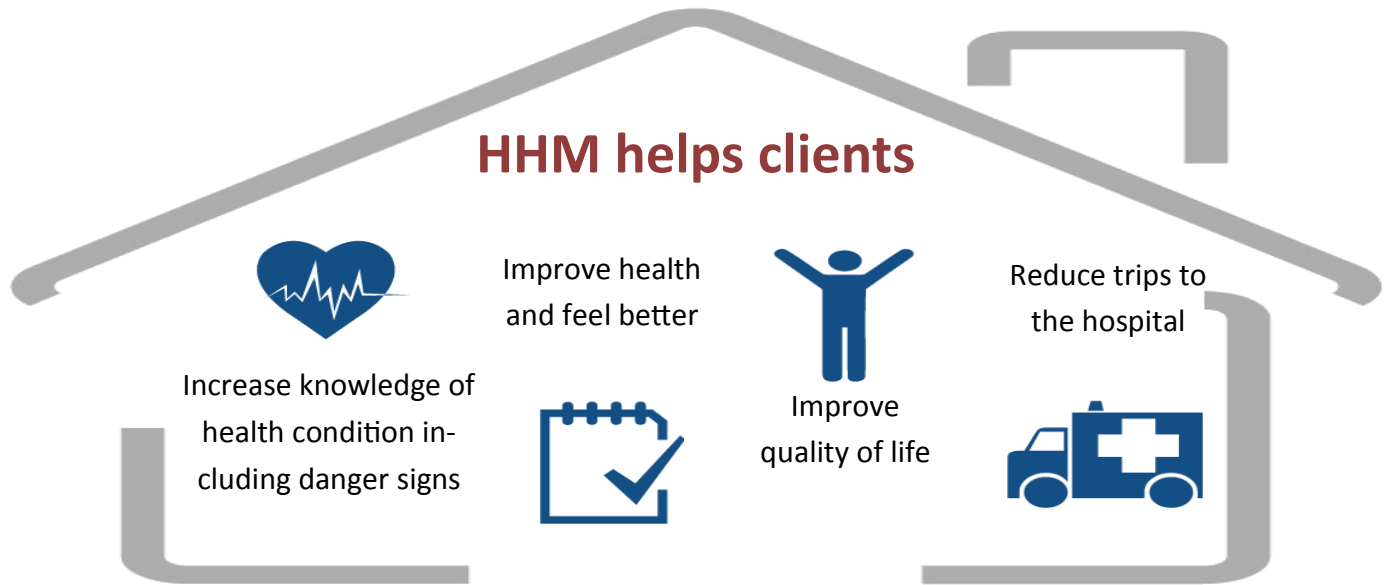 HHM helps clients
Increase knowledge of
health condition in-
cluding danger signs
Improve health
and feel better
Improve
quality of life
Reduce trips to
the hospital